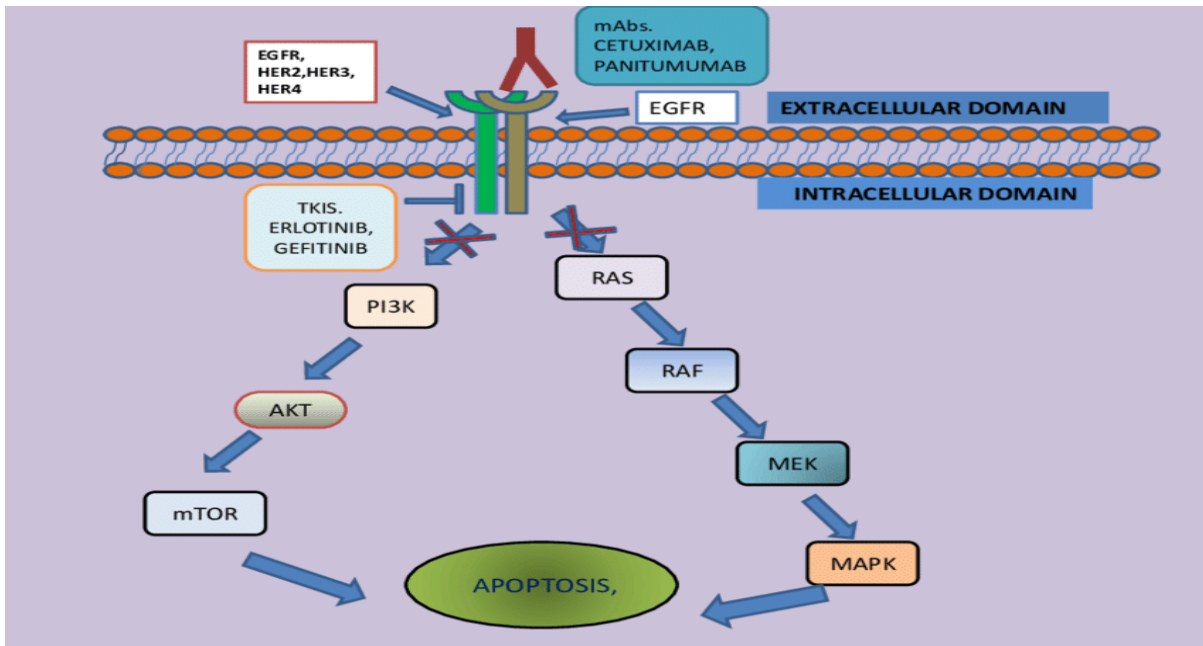 mAbs.
CETUXIMAB,
PANITUMUMAB
EGFR,
HER2,HER3,
HER4
EGFR
EXTRACELLULAR DOMAIN
INTRACELLULAR DOMAIN
TKIS.
ERLOTINIB,
GEFITINIB
RAS
PI3K
RAF
AKT
MEK
mTOR
MAPK
APOPTOSIS,